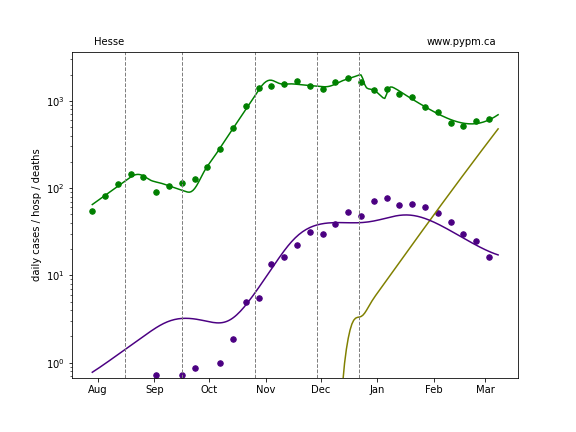 Hesse www.pypm.ca
daily cases / hosp / deaths
10³
10²
10¹
10⁰
Aug Sep Oct Nov Dec Jan Feb Mar